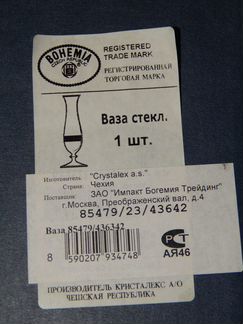 BOHEMIA
CZECH REPUBLIC
REGISTERED
TRADE MARK
РЕГИСТРИРОВАННАЯ
ТОРГОВАЯ МАРКА
Ваза стекл.
1 шт.
Изготовитель: "Crystalex a.s."
Страна: Чехия
Поставщик: ЗАО "Импакт Богемия Трейдинг"
г.Москва, Преображенский вал, д.4
85479/23/43642
Ваза 85479/436342
8 590207 934748
РСТ
АЯ46
ПРОИЗВОДИТЕЛЬ КРИСТАЛЕКС А/О
ЧЕШСКАЯ РЕСПУБЛИКА